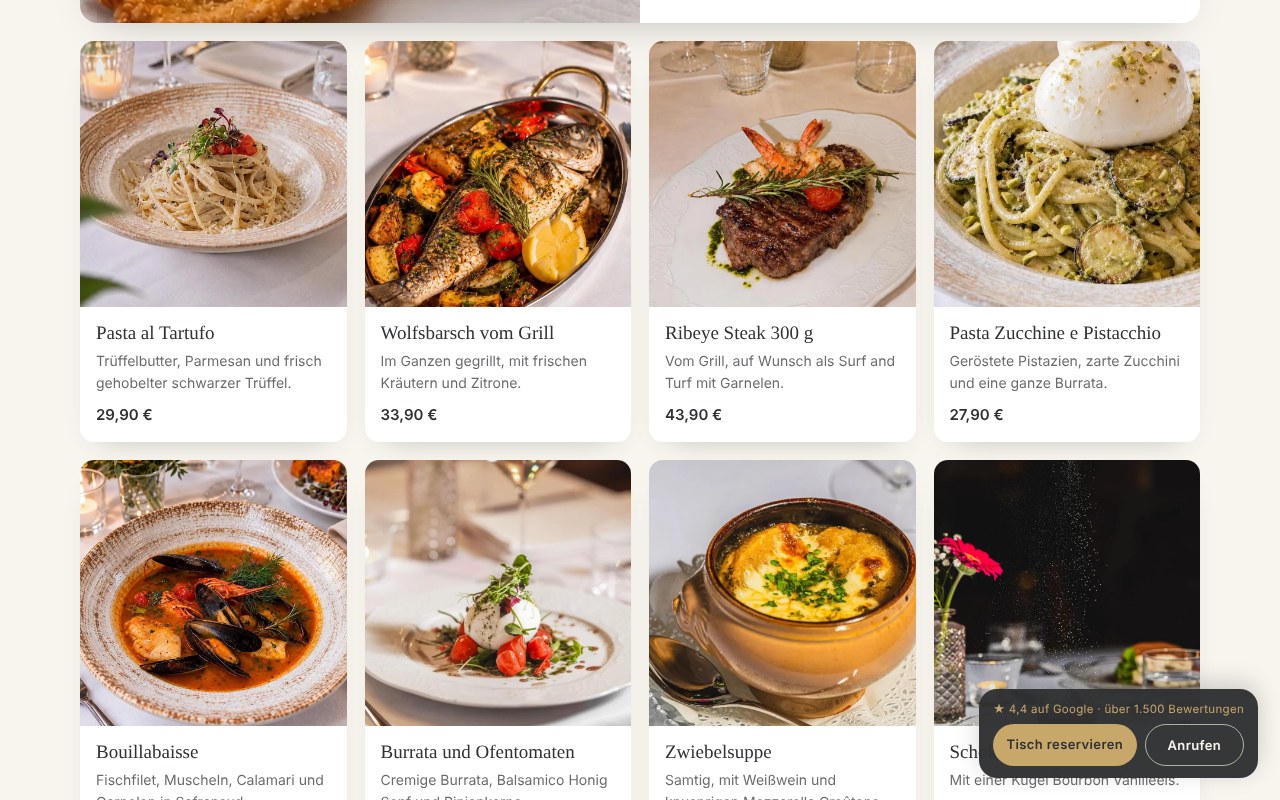 Pasta al Tartufo
Trüffelbutter, Parmesan und frisch
gehobelter schwarzer Trüffel.
29,90 €
Wolfsbarsch vom Grill
Im Ganzen gegrillt, mit frischen
Kräutern und Zitrone.
33,90 €
Ribeye Steak 300 g
Vom Grill, auf Wunsch als Surf and
Turf mit Garnelen.
43,90 €
Pasta Zucchine e Pistacchio
Geröstete Pistazien, zarte Zucchini
und eine ganze Burrata.
27,90 €
Bouillabaisse
Fischfilet, Muscheln, Calamari und
Burrata und Ofentomaten
Cremige Burrata, Balsamico Honig
Zwiebelsuppe
Samtig, mit Weißwein und
Mit einer Kugel Bourbon Vanilleeis.
★ 4,4 auf Google · über 1.500 Bewertungen
Tisch reservieren
Anrufen